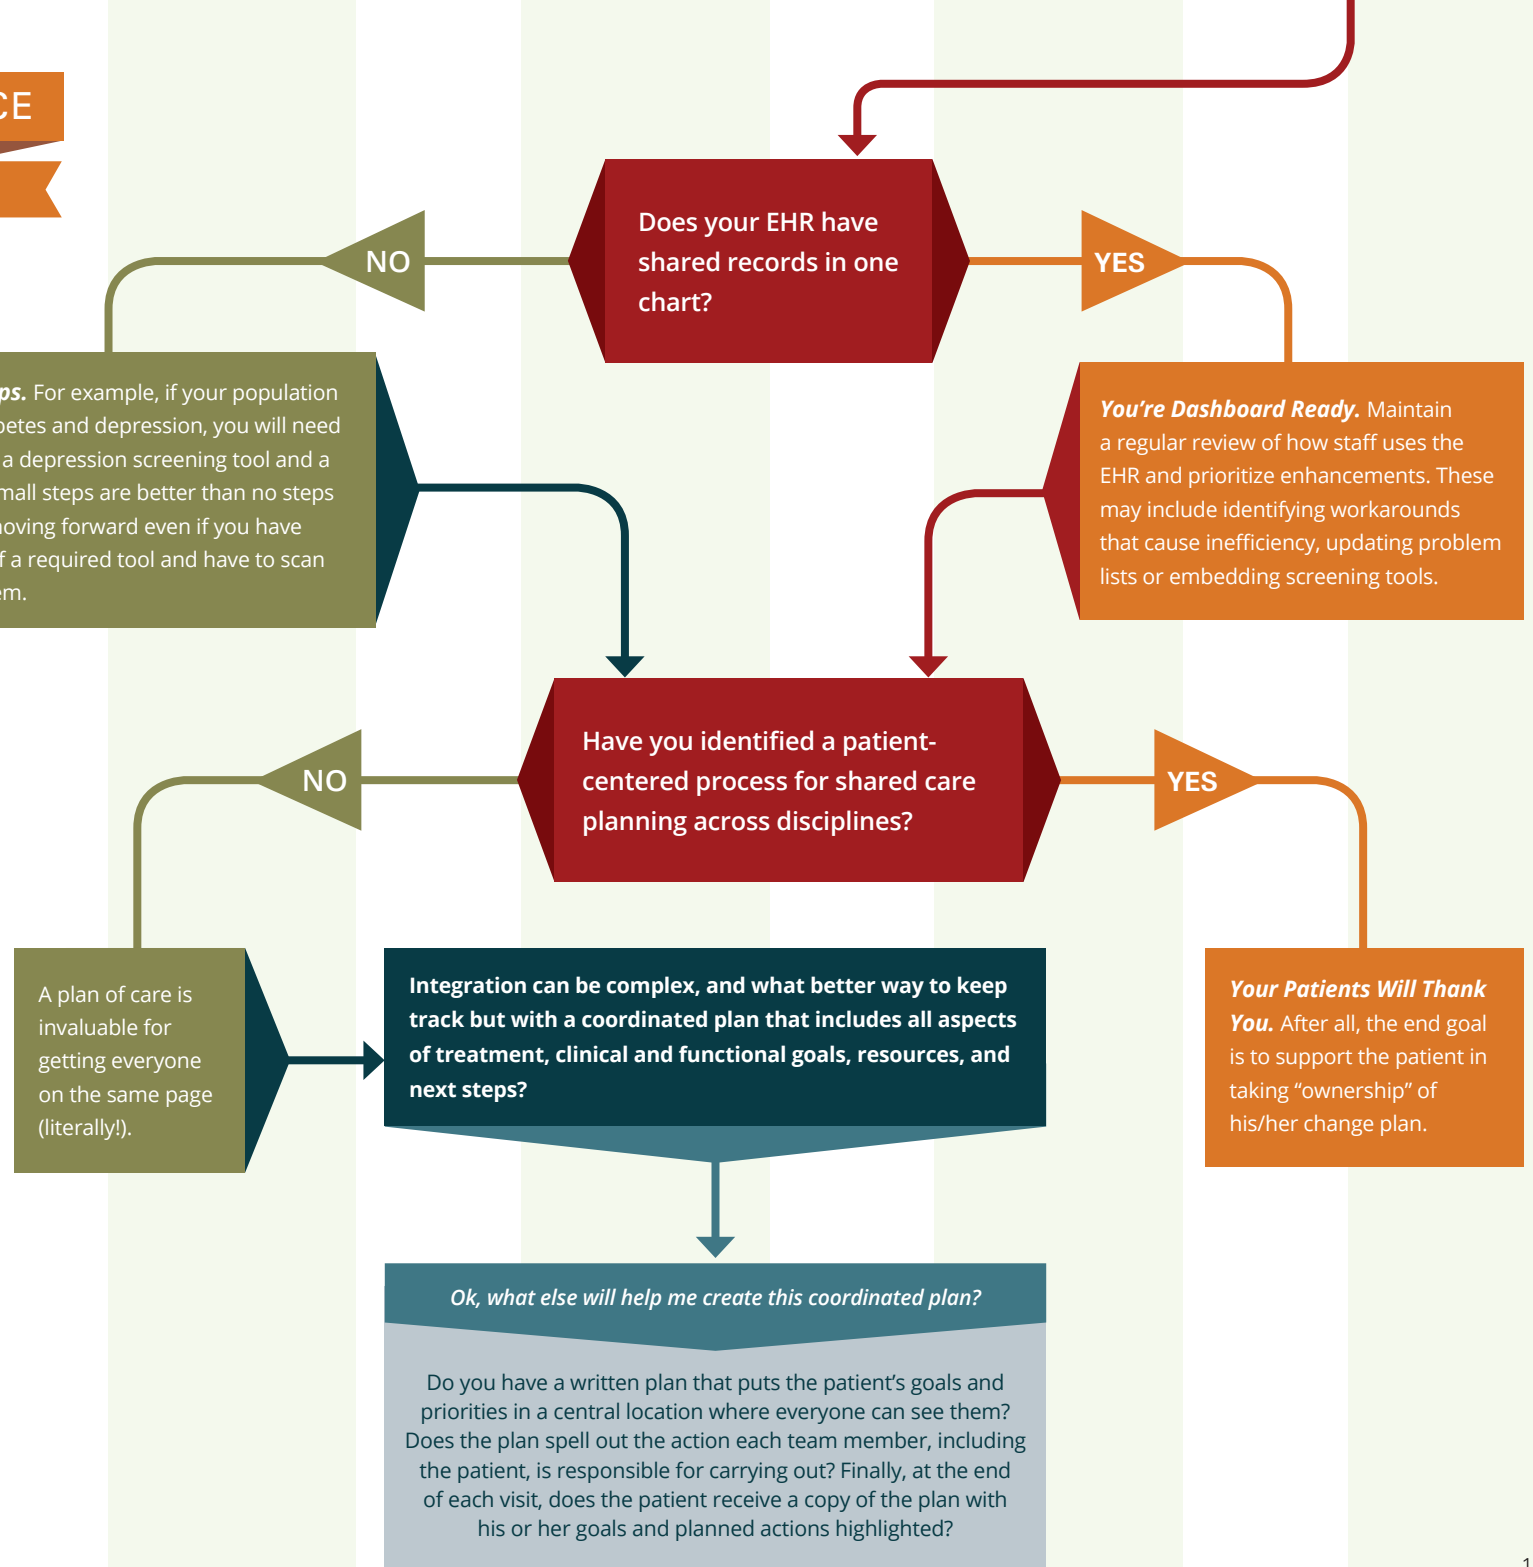 CE
Does your EHR have
shared records in one
chart?
NO
YES
ps. For example, if your population
betes and depression, you will need
a depression screening tool and a
mall steps are better than no steps
moving forward even if you have
f a required tool and have to scan
em.
You’re Dashboard Ready. Maintain
a regular review of how staff uses the
EHR and prioritize enhancements. These
may include identifying workarounds
that cause inefficiency, updating problem
lists or embedding screening tools.
Have you identified a patient-
centered process for shared care
planning across disciplines?
NO
YES
A plan of care is
invaluable for
getting everyone
on the same page
(literally!).
Integration can be complex, and what better way to keep
track but with a coordinated plan that includes all aspects
of treatment, clinical and functional goals, resources, and
next steps?
Your Patients Will Thank
You. After all, the end goal
is to support the patient in
taking “ownership” of
his/her change plan.
Ok, what else will help me create this coordinated plan?
Do you have a written plan that puts the patient’s goals and
priorities in a central location where everyone can see them?
Does the plan spell out the action each team member, including
the patient, is responsible for carrying out? Finally, at the end
of each visit, does the patient receive a copy of the plan with
his or her goals and planned actions highlighted?